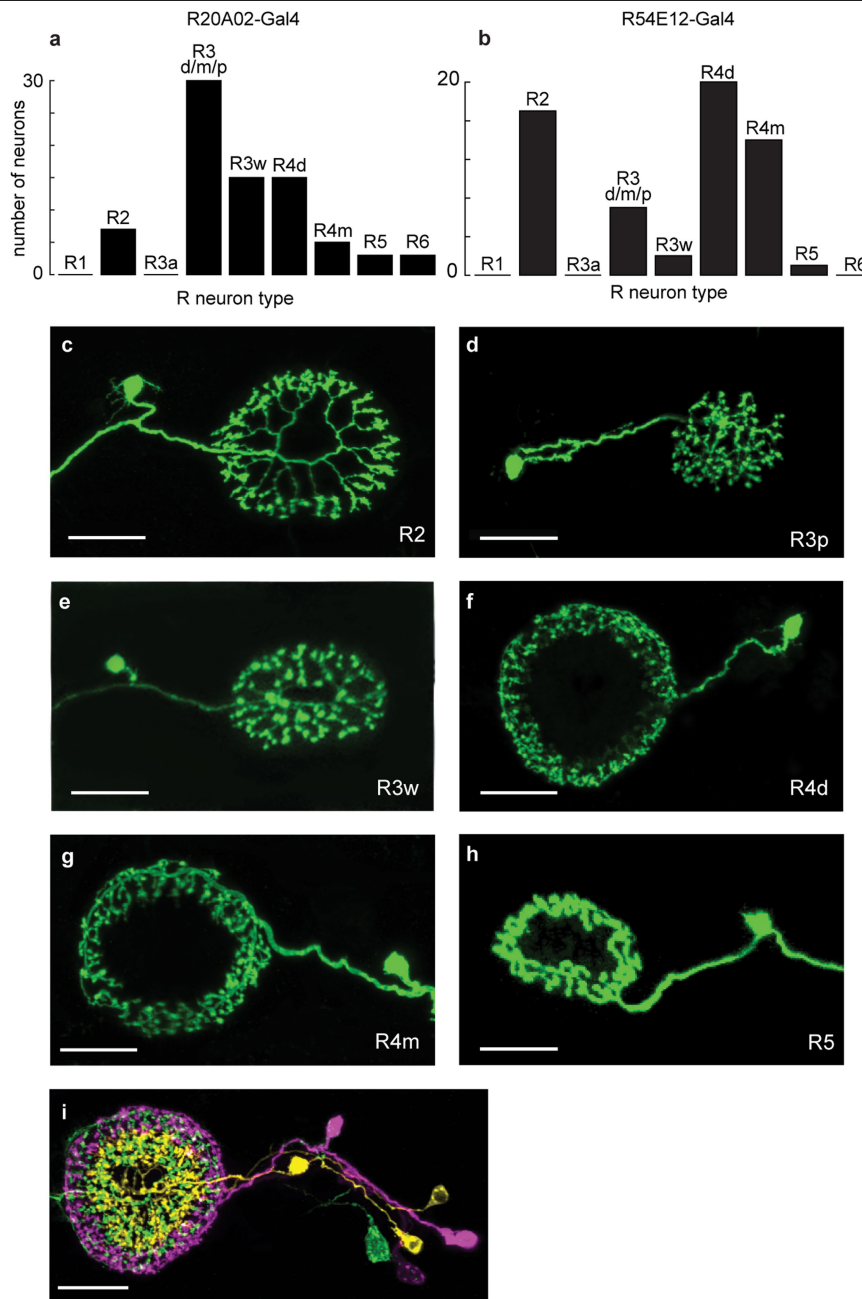 R20A02-Gal4
R54E12-Gal4
a
number of neurons
30
0
R1
R2
R3a
R3
d/m/p
R3w
R4d
R4m
R5
R6
R neuron type
b
20
0
R1
R2
R3a
R3
d/m/p
R3w
R4d
R4m
R5
R6
R neuron type
c
R2
d
R3p
e
R3w
f
R4d
g
R4m
h
R5
i